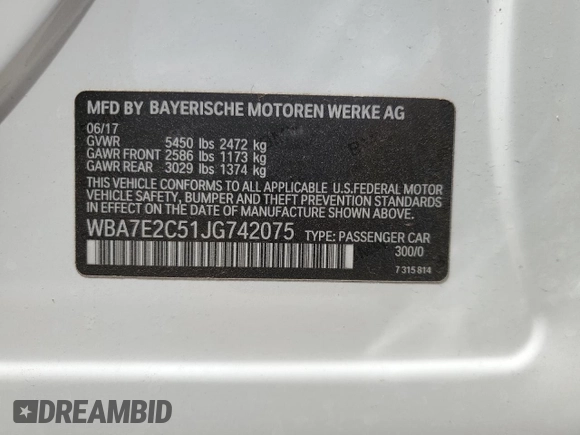 MFD BY BAYERISCHE MOTOREN WERKE AG
06/17
GVWR 5450 lbs 2472 kg
GAWR FRONT 2586 lbs 1173 kg
GAWR REAR 3029 lbs 1374 kg
THIS VEHICLE CONFORMS TO ALL APPLICABLE U.S.FEDERAL MOTOR
VEHICLE SAFETY, BUMPER AND THEFT PREVENTION STANDARDS
IN EFFECT ON THE DATE OF MANUFACTURE SHOWN ABOVE.
WBA7E2C51JG742075 TYPE: PASSENGER CAR
300/0
7 315 814
DREAMBID